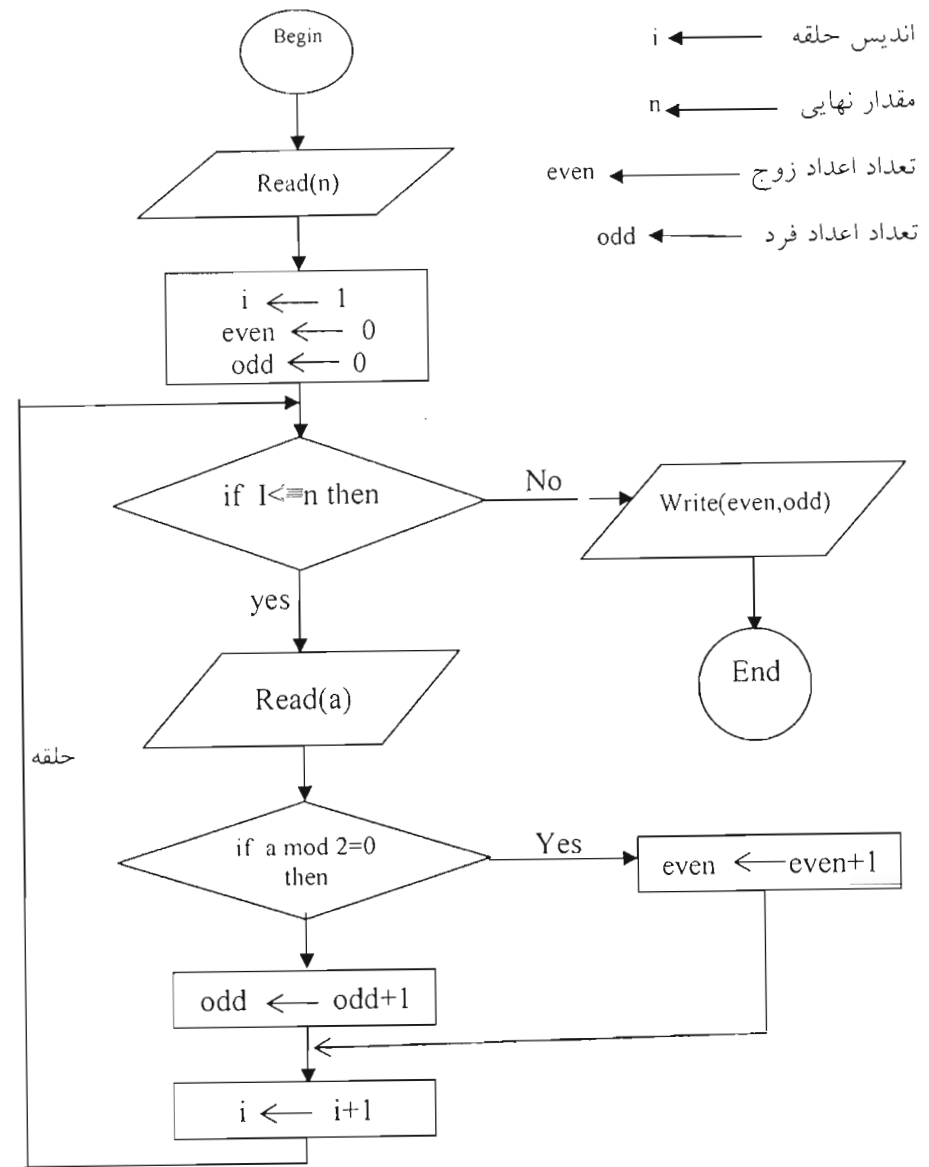 Begin
اندیس حلقه
i
مقدار نهایی
n
تعداد اعداد زوج
even
تعداد اعداد فرد
odd
Read(n)
i ← 1
even ← 0
odd ← 0
if I<=n then
No
Write(even,odd)
yes
End
Read(a)
حلقه
if a mod 2=0
then
Yes
even ← even+1
odd ← odd+1
i ← i+1